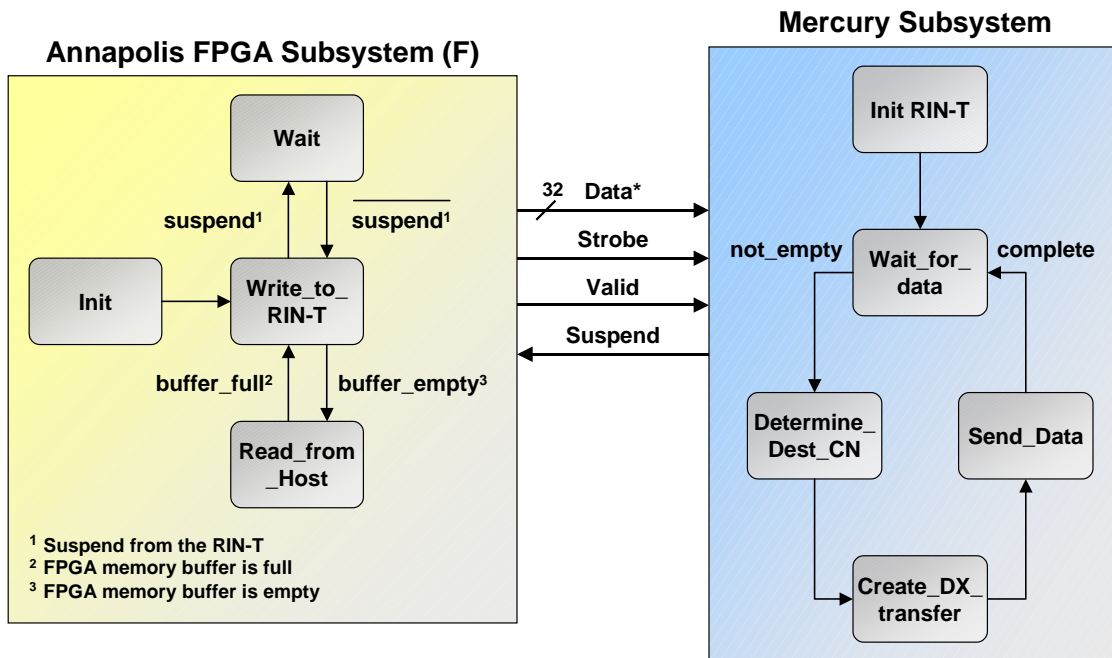 Annapolis FPGA Subsystem (F)
Wait
suspend¹
suspend¹
Init
Write_to_
RIN-T
buffer_full²
buffer_empty³
Read_from
_Host
¹ Suspend from the RIN-T
² FPGA memory buffer is full
³ FPGA memory buffer is empty
32
Data*
Strobe
Valid
Suspend
Mercury Subsystem
Init RIN-T
not_empty
Wait_for_
data
complete
Determine_
Dest_CN
Send_Data
Create_DX_
transfer